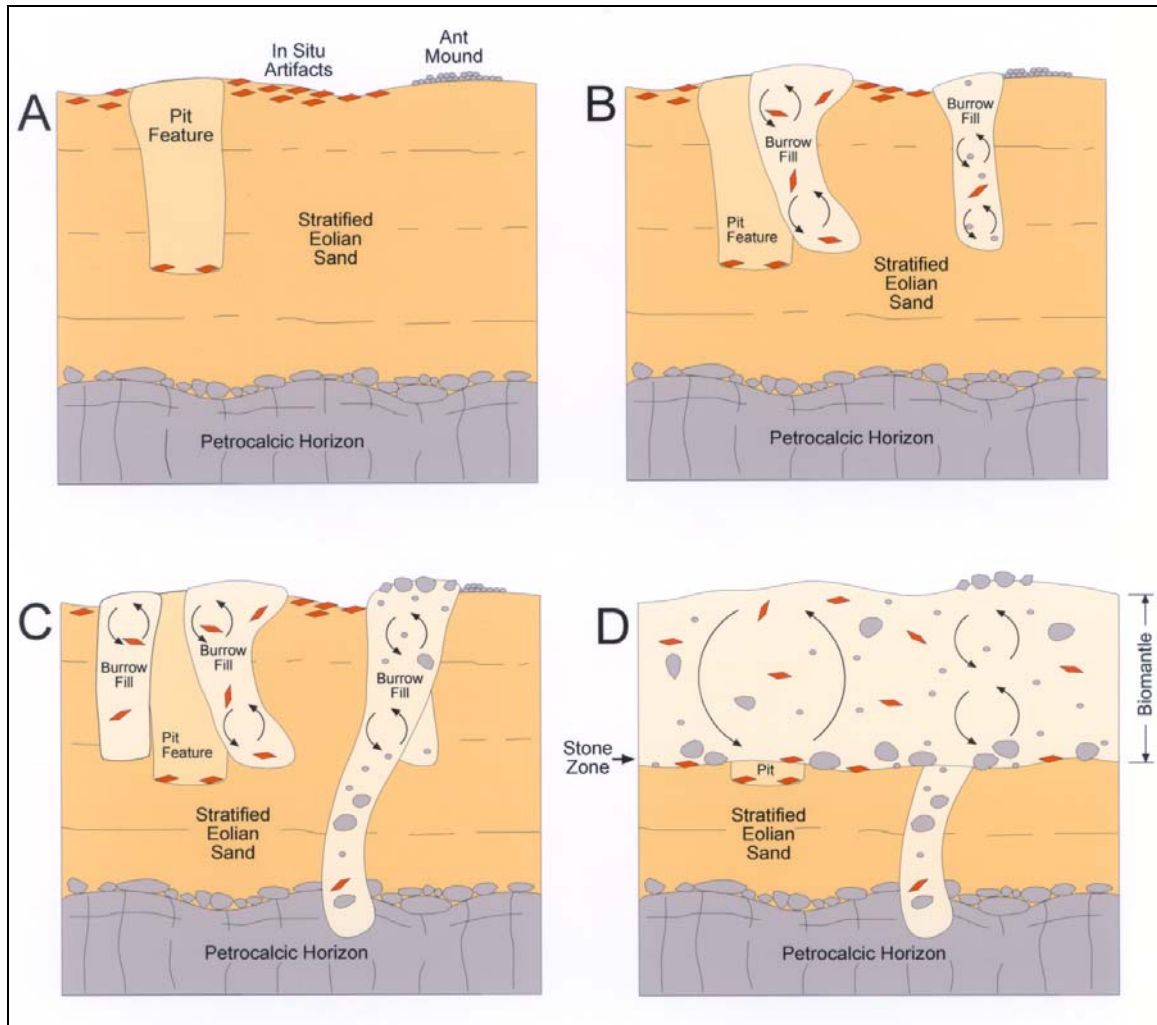 A
In Situ
Artifacts
Ant
Mound
Pit
Feature
Stratified
Eolian
Sand
Petrocalcic Horizon
B
Burrow
Fill
Burrow
Fill
Pit
Feature
Stratified
Eolian
Sand
Petrocalcic Horizon
C
Burrow
Fill
Burrow
Fill
Burrow
Fill
Pit
Feature
Stratified
Eolian
Sand
Petrocalcic Horizon
D
Biomantle
Stone
Zone
Pit
Stratified
Eolian
Sand
Petrocalcic Horizon